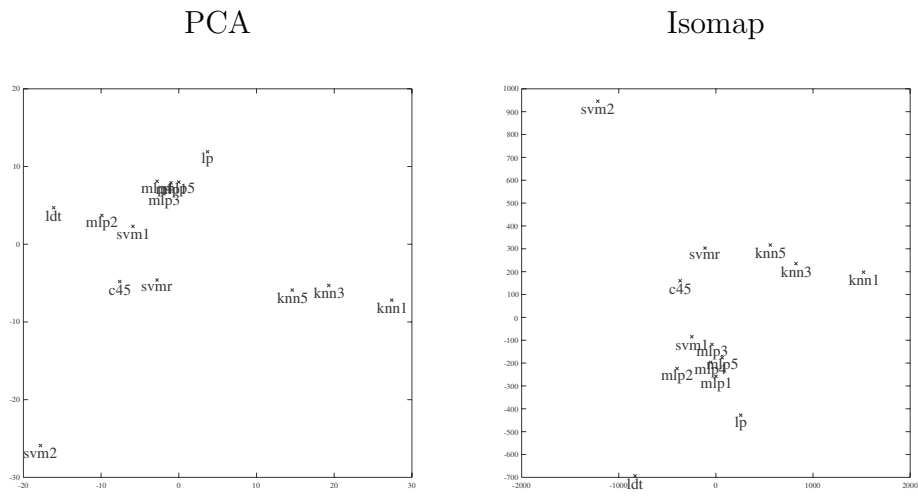 PCA
20
10
0
-10
-20
-30
-20
-10
0
10
20
30
lp
mlp5
mlp3
ldt
mlp2
svm1
c45
svmr
knn5
knn3
knn1
svm2
Isomap
1000
900
800
700
600
500
400
300
200
100
0
-100
-200
-300
-400
-500
-600
-700
-2000
-1000
0
1000
2000
svm2
svmr
knn5
knn3
knn1
c45
svm1
mlp3
mlp5
mlp4
mlp2
mlp1
lp
ldt